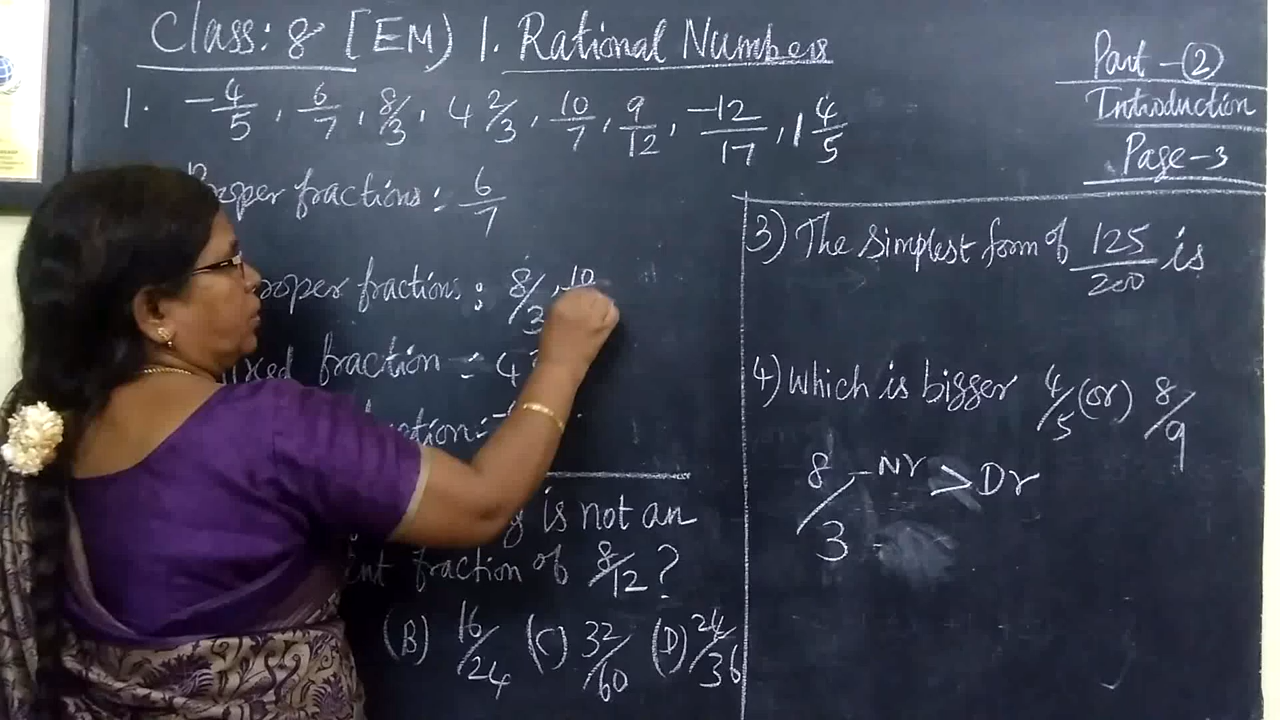 Class: 8 [EM) 1. Rational Numbers
Part - 2
Introduction
Page-3
1. -4/5, 6/7, 8/3, 4 2/3, 10/7, 9/12, -12/17, 1 4/5
Proper fractions: 6/7
roper fractions: 8/3, 10
ixed fraction : 4
is not an
fraction of 8/12?
(B) 16/24 (C) 32/60 (D) 24/36
3) The Simplest form of 125/200 is
4) Which is bigger 4/5 (or) 8/9
8/3 - Nr > Dr